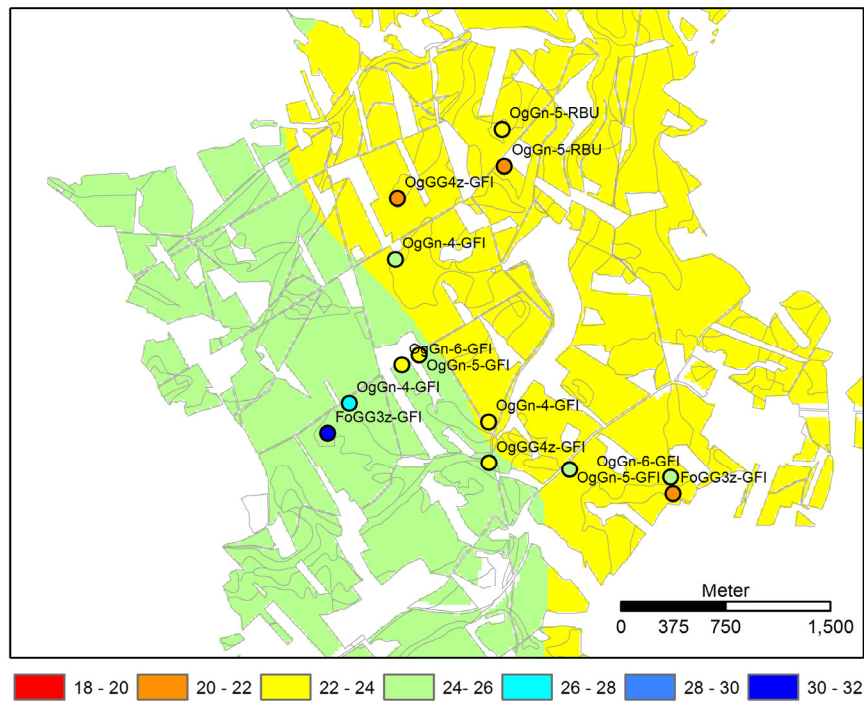 OgGn-5-RBU
OgGn-5-RBU
OgGG4z-GFI
OgGn-4-GFI
OgGn-6-GFI
OgGn-5-GFI
OgGn-4-GFI
FoGG3z-GFI
OgGn-4-GFI
OgGG4z-GFI
OgGn-6-GFI
OgGn-5-GFI
FoGG3z-GFI
Meter
0 375 750 1,500
18 - 20 20 - 22 22 - 24 24- 26 26 - 28 28 - 30 30 - 32